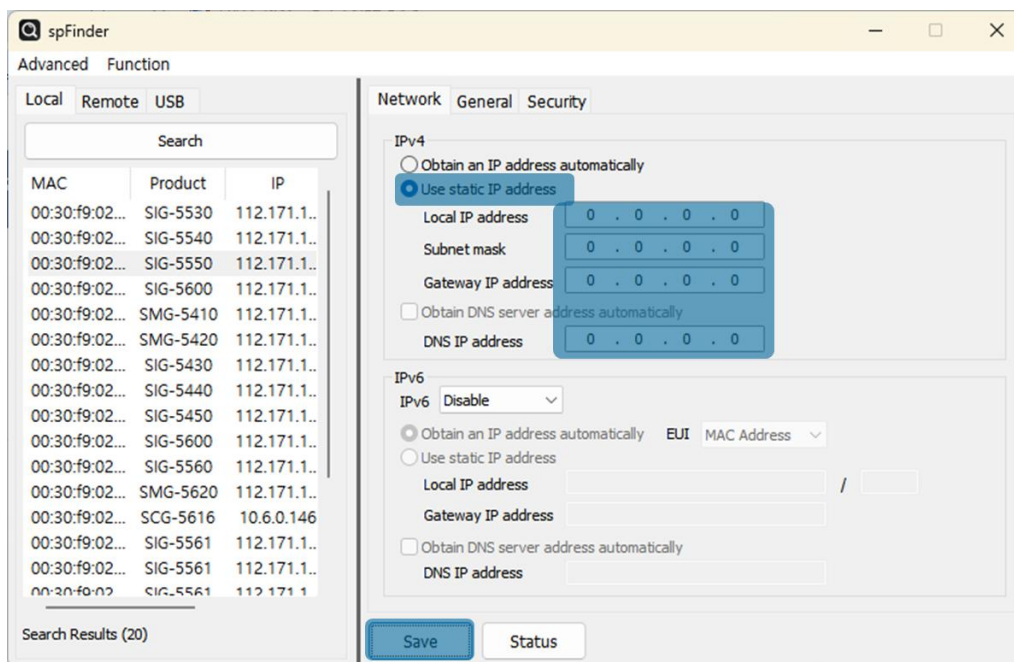 spFinder
Advanced Function
Local Remote USB
Search
MAC Product IP
00:30:f9:02... SIG-5530 112.171.1..
00:30:f9:02... SIG-5540 112.171.1..
00:30:f9:02... SIG-5550 112.171.1..
00:30:f9:02... SIG-5600 112.171.1..
00:30:f9:02... SMG-5410 112.171.1..
00:30:f9:02... SMG-5420 112.171.1..
00:30:f9:02... SIG-5430 112.171.1..
00:30:f9:02... SIG-5440 112.171.1..
00:30:f9:02... SIG-5450 112.171.1..
00:30:f9:02... SIG-5600 112.171.1..
00:30:f9:02... SIG-5560 112.171.1..
00:30:f9:02... SMG-5620 112.171.1..
00:30:f9:02... SCG-5616 10.6.0.146
00:30:f9:02... SIG-5561 112.171.1..
00:30:f9:02... SIG-5561 112.171.1..
00:30:f9:02 SIG-5561 112.171.1
Search Results (20)
Network General Security
IPv4
Obtain an IP address automatically
Use static IP address
Local IP address 0 . 0 . 0 . 0
Subnet mask 0 . 0 . 0 . 0
Gateway IP address 0 . 0 . 0 . 0
Obtain DNS server address automatically
DNS IP address 0 . 0 . 0 . 0
IPv6
IPv6 Disable
Obtain an IP address automatically EUI MAC Address
Use static IP address
Local IP address /
Gateway IP address
Obtain DNS server address automatically
DNS IP address
Save Status